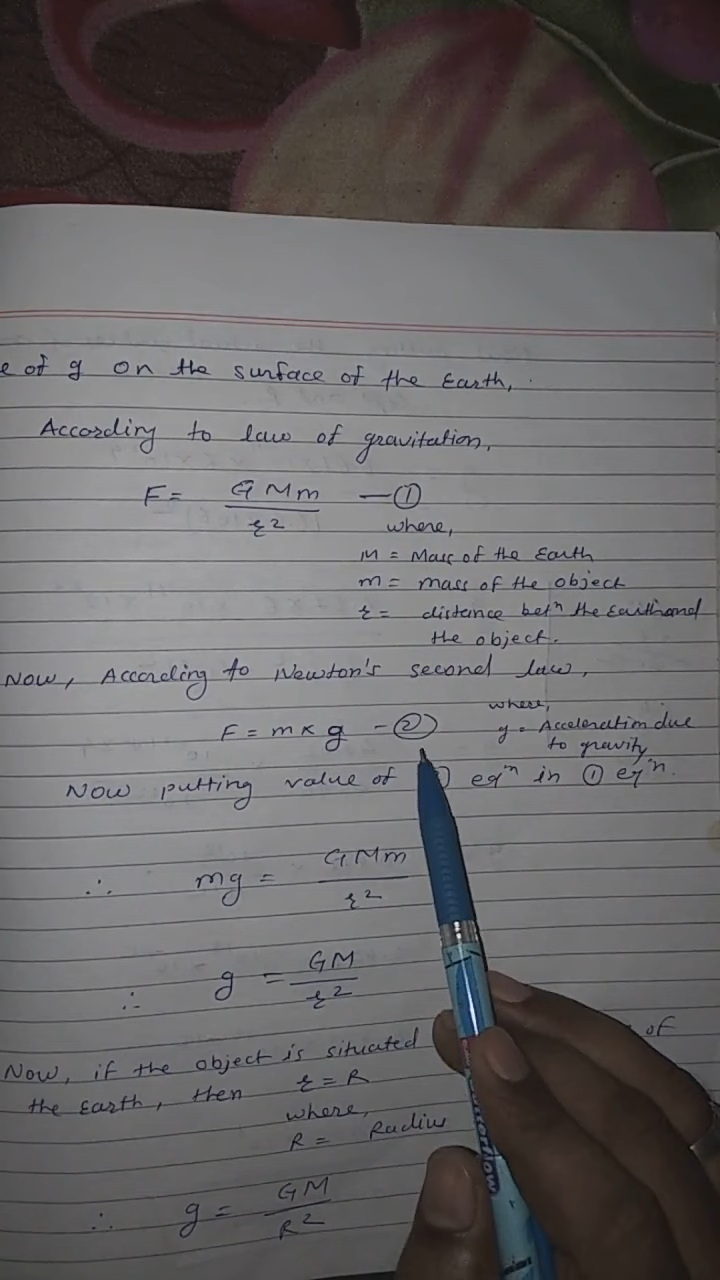 e of g on the surface of the Earth,
According to law of gravitation,
F = GMm / r² — ①
where,
M = Mass of the Earth
m = mass of the object
r = distance betⁿ the Earth and
the object.
Now, According to Newton's second law,
F = m × g – ②
where,
g = Acceleration due
to gravity
Now putting value of eqⁿ in ① eqⁿ.
∴ mg = GMm / r²
∴ g = GM / r²
Now, if the object is situated of
the Earth, then r = R
where,
R = Radius
∴ g = GM / R²